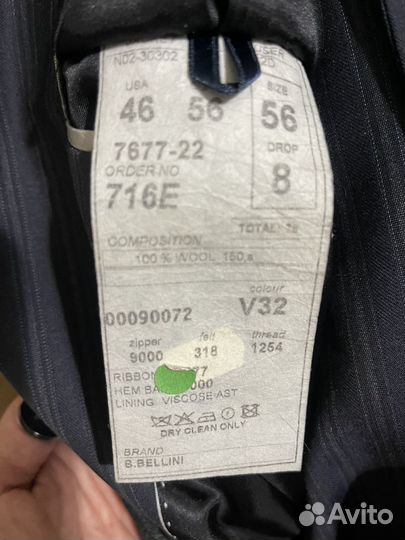 N02-30302
USA
46 56
SIZE
56
7677-22
DROP
8
ORDER NO
716E
TOTAL:
COMPOSITION
100 % WOOL 150,s
colour
00090072 V32
zipper felt thread
9000 318 1254
RIBBON
HEM
LINING VISCOSE AST
DRY CLEAN ONLY
BRAND
B.BELLINI
Avito